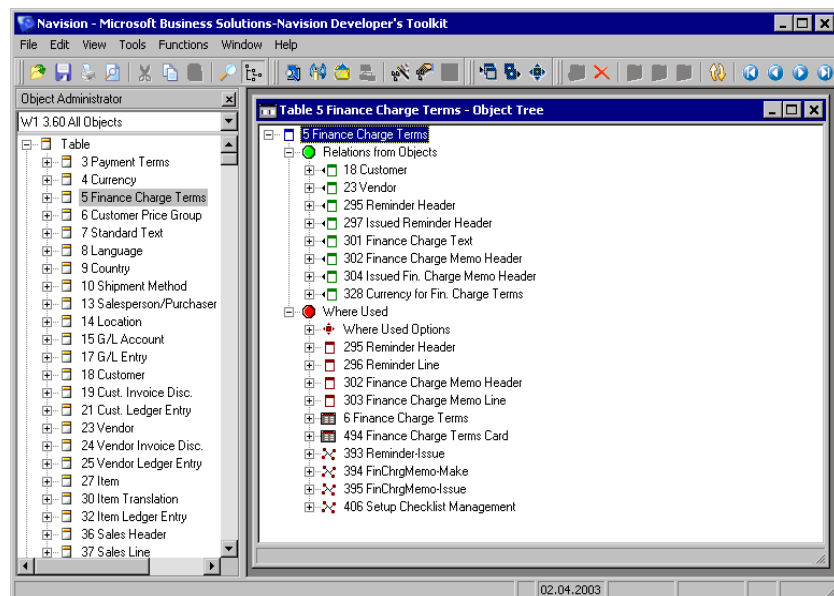 Navision - Microsoft Business Solutions-Navision Developer's Toolkit
File Edit View Tools Functions Window Help
Object Administrator
W1 3.60 All Objects
Table
3 Payment Terms
4 Currency
5 Finance Charge Terms
6 Customer Price Group
7 Standard Text
8 Language
9 Country
10 Shipment Method
13 Salesperson/Purchaser
14 Location
15 G/L Account
17 G/L Entry
18 Customer
19 Cust. Invoice Disc.
21 Cust. Ledger Entry
23 Vendor
24 Vendor Invoice Disc.
25 Vendor Ledger Entry
27 Item
30 Item Translation
32 Item Ledger Entry
36 Sales Header
37 Sales Line
Table 5 Finance Charge Terms - Object Tree
5 Finance Charge Terms
Relations from Objects
18 Customer
23 Vendor
295 Reminder Header
297 Issued Reminder Header
301 Finance Charge Text
302 Finance Charge Memo Header
304 Issued Fin. Charge Memo Header
328 Currency for Fin. Charge Terms
Where Used
Where Used Options
295 Reminder Header
296 Reminder Line
302 Finance Charge Memo Header
303 Finance Charge Memo Line
6 Finance Charge Terms
494 Finance Charge Terms Card
393 Reminder-Issue
394 FinChrgMemo-Make
395 FinChrgMemo-Issue
406 Setup Checklist Management
02.04.2003